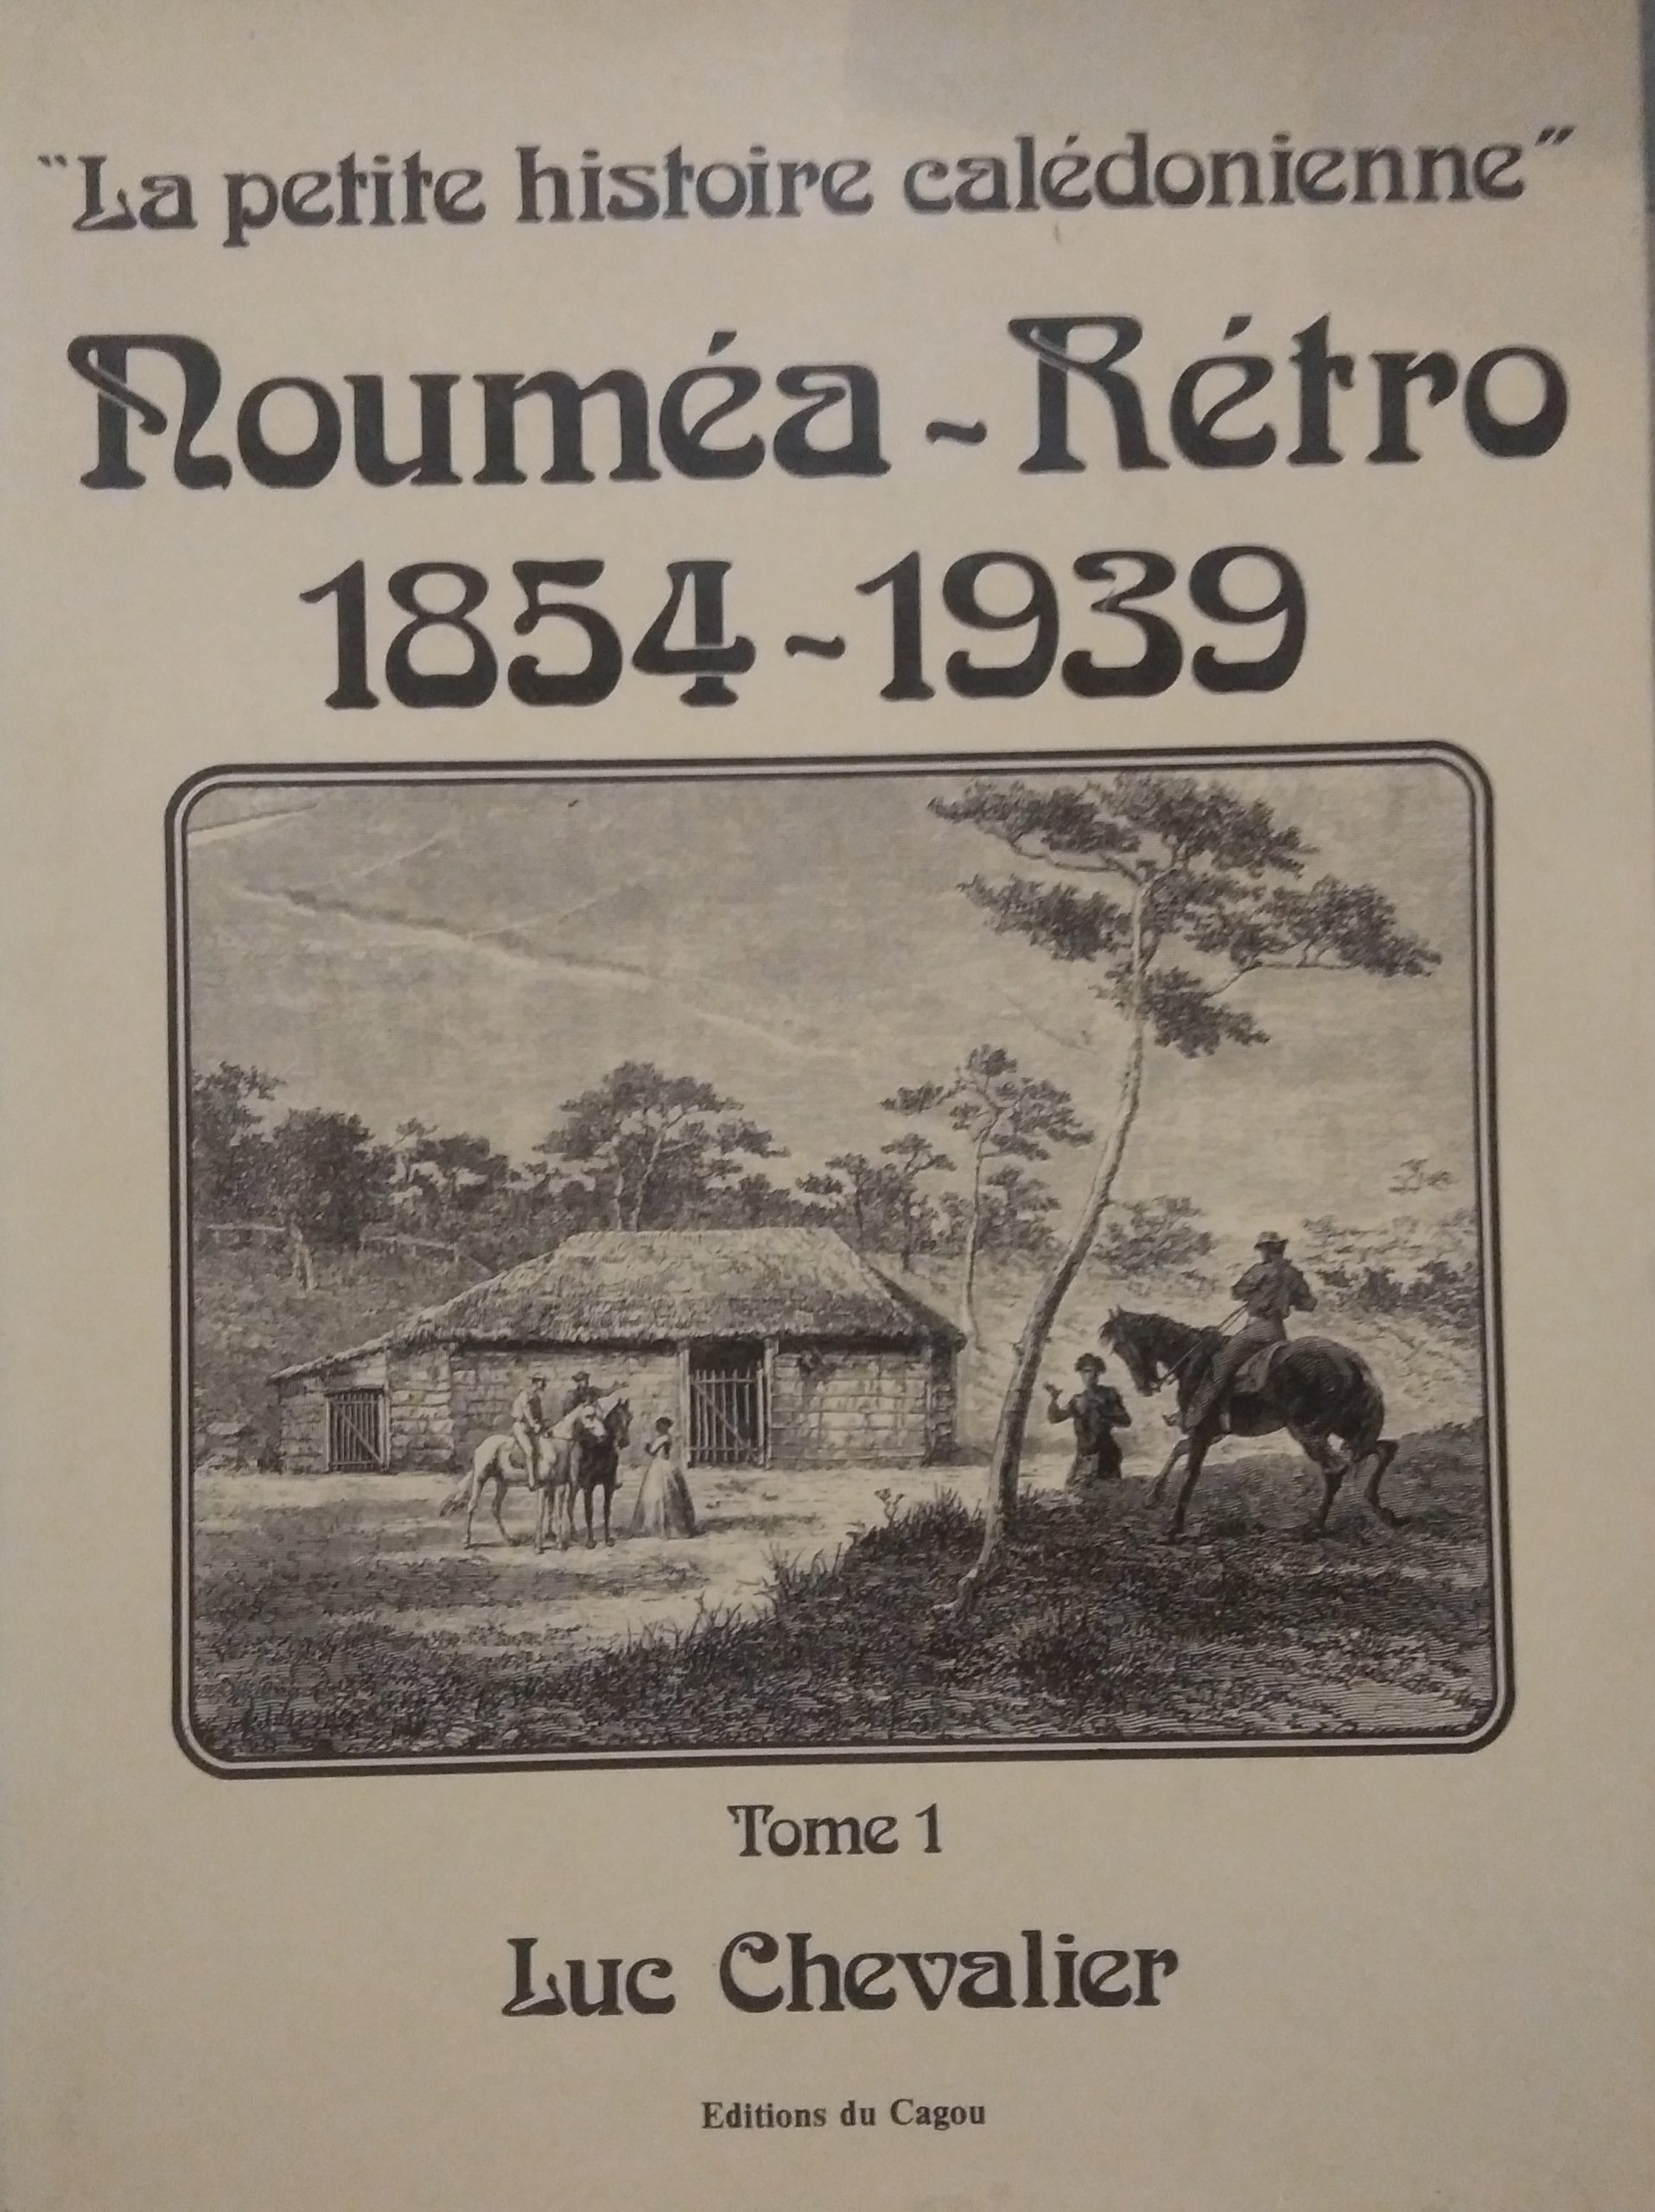 "La petite histoire calédonienne"
Nouméa - Rétro
1854 - 1939
Tome 1
Luc Chevalier
Editions du Cagou